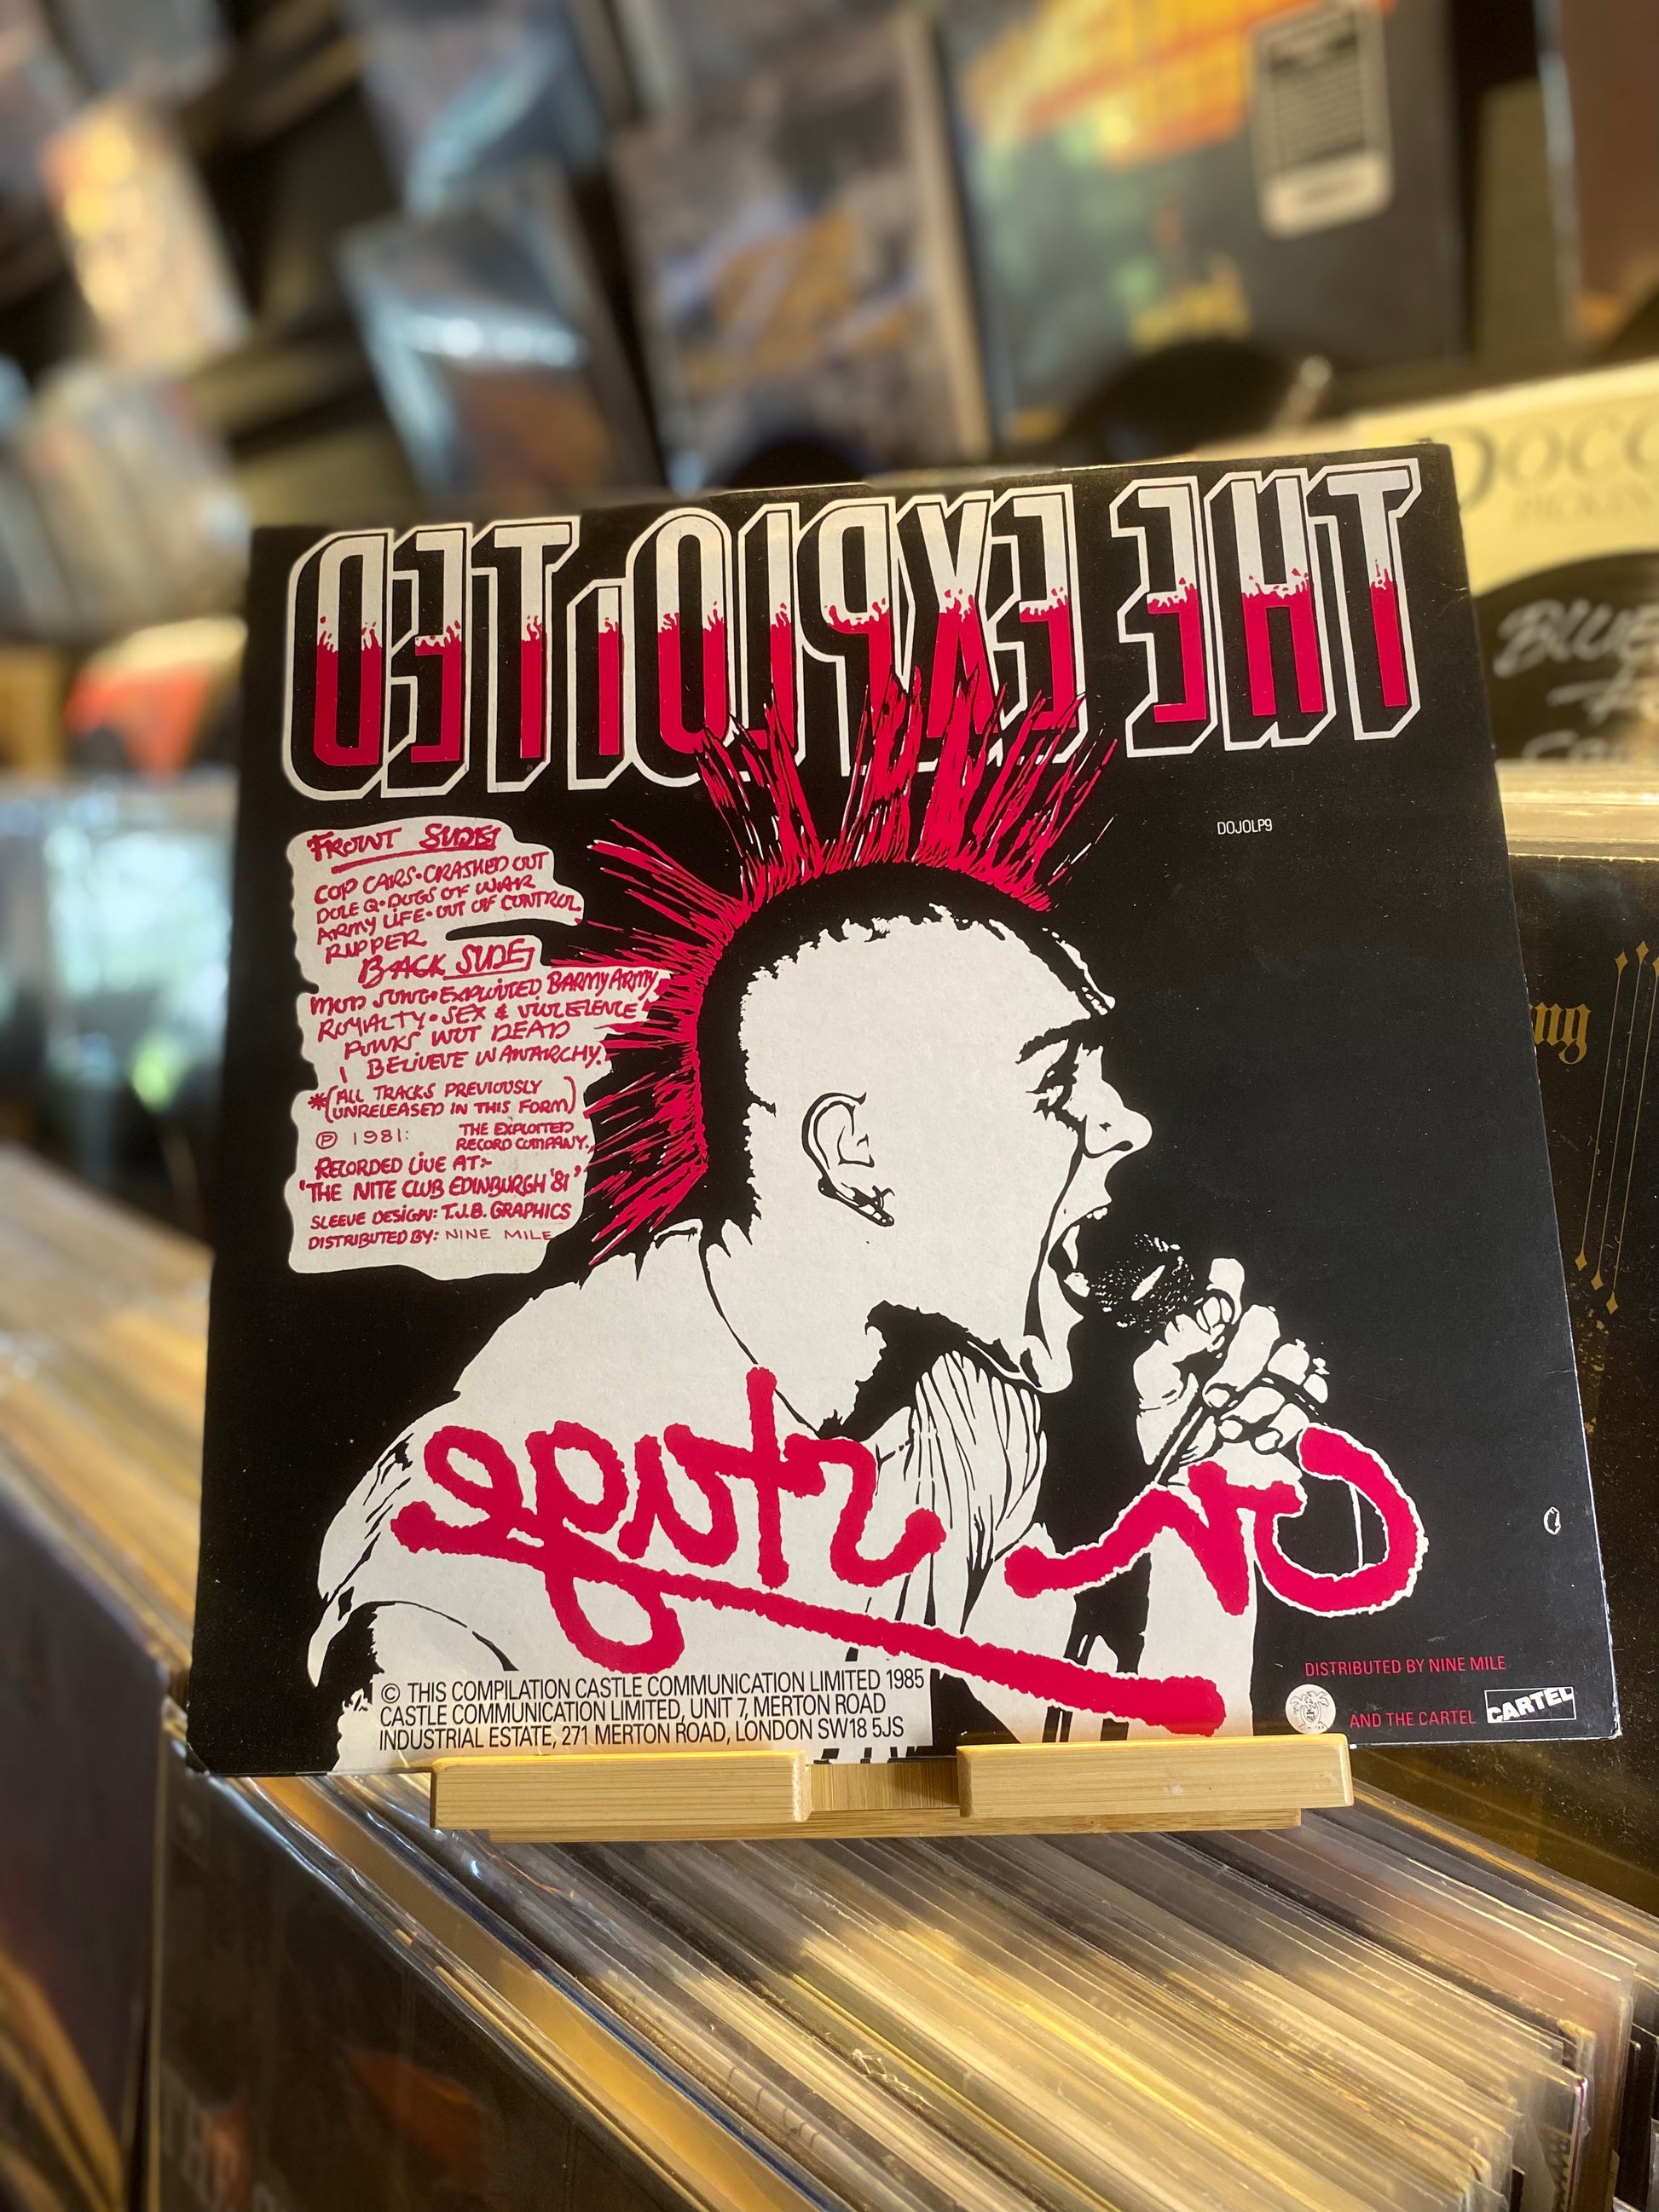 THE EXPLOITED
DOJOLP9
FRONT SIDE
COP CARS•CRASHED OUT
DOLE Q•DOGS OF WAR
ARMY LIFE•OUT OF CONTROL
RIPPER
BACK SIDE
MOD SONG•EXPLOITED BARMY ARMY
ROYALTY•SEX & VIOLELENCE
PUNKS NOT DEAD
I BELIEVE IN ANARCHY.
*(ALL TRACKS PREVIOUSLY
UNRELEASED IN THIS FORM)
Ⓟ 1981: THE EXPLOITED
RECORD COMPANY.
RECORDED LIVE AT:-
'THE NITE CLUB EDINBURGH '81'
SLEEVE DESIGN: T.J.B. GRAPHICS
DISTRIBUTED BY: NINE MILE
On stage
© THIS COMPILATION CASTLE COMMUNICATION LIMITED 1985
CASTLE COMMUNICATION LIMITED, UNIT 7, MERTON ROAD
INDUSTRIAL ESTATE, 271 MERTON ROAD, LONDON SW18 5JS
DISTRIBUTED BY NINE MILE
AND THE CARTEL CARTEL
BLUE